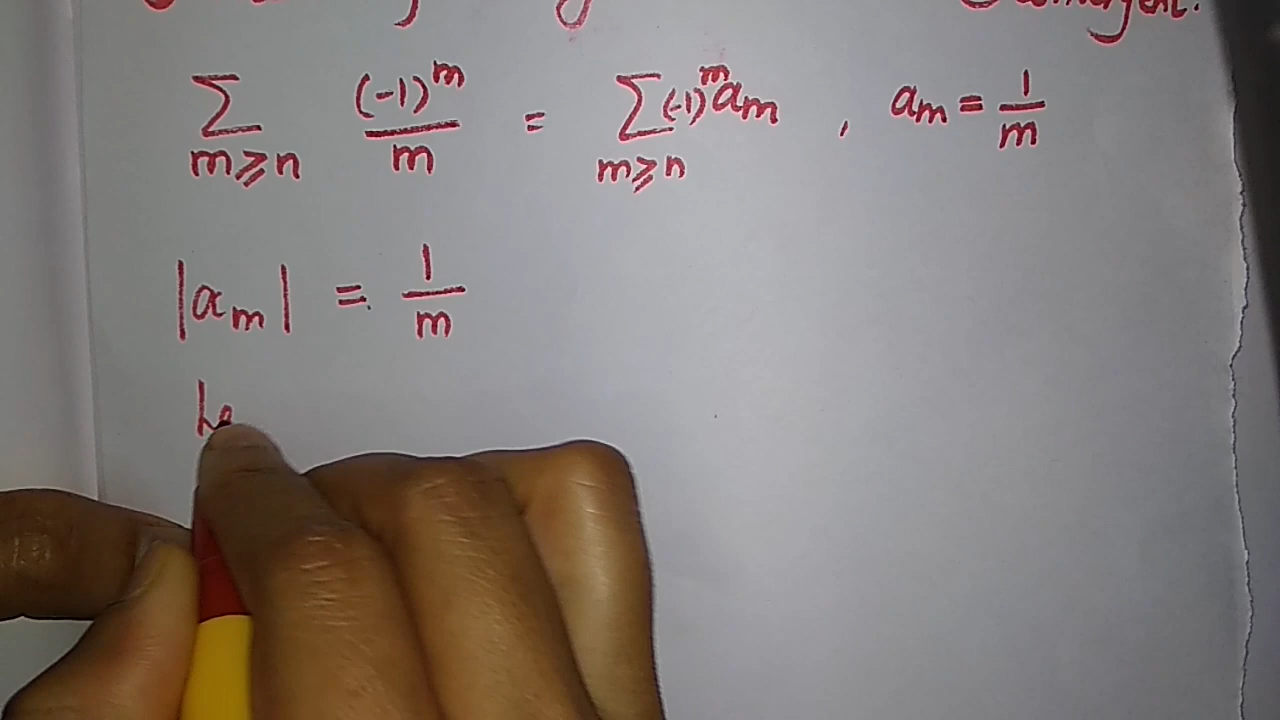 ∑_{m≥n} (-1)^m / m = ∑_{m≥n} (-1)^m a_m , a_m = 1/m
|a_m| = 1/m